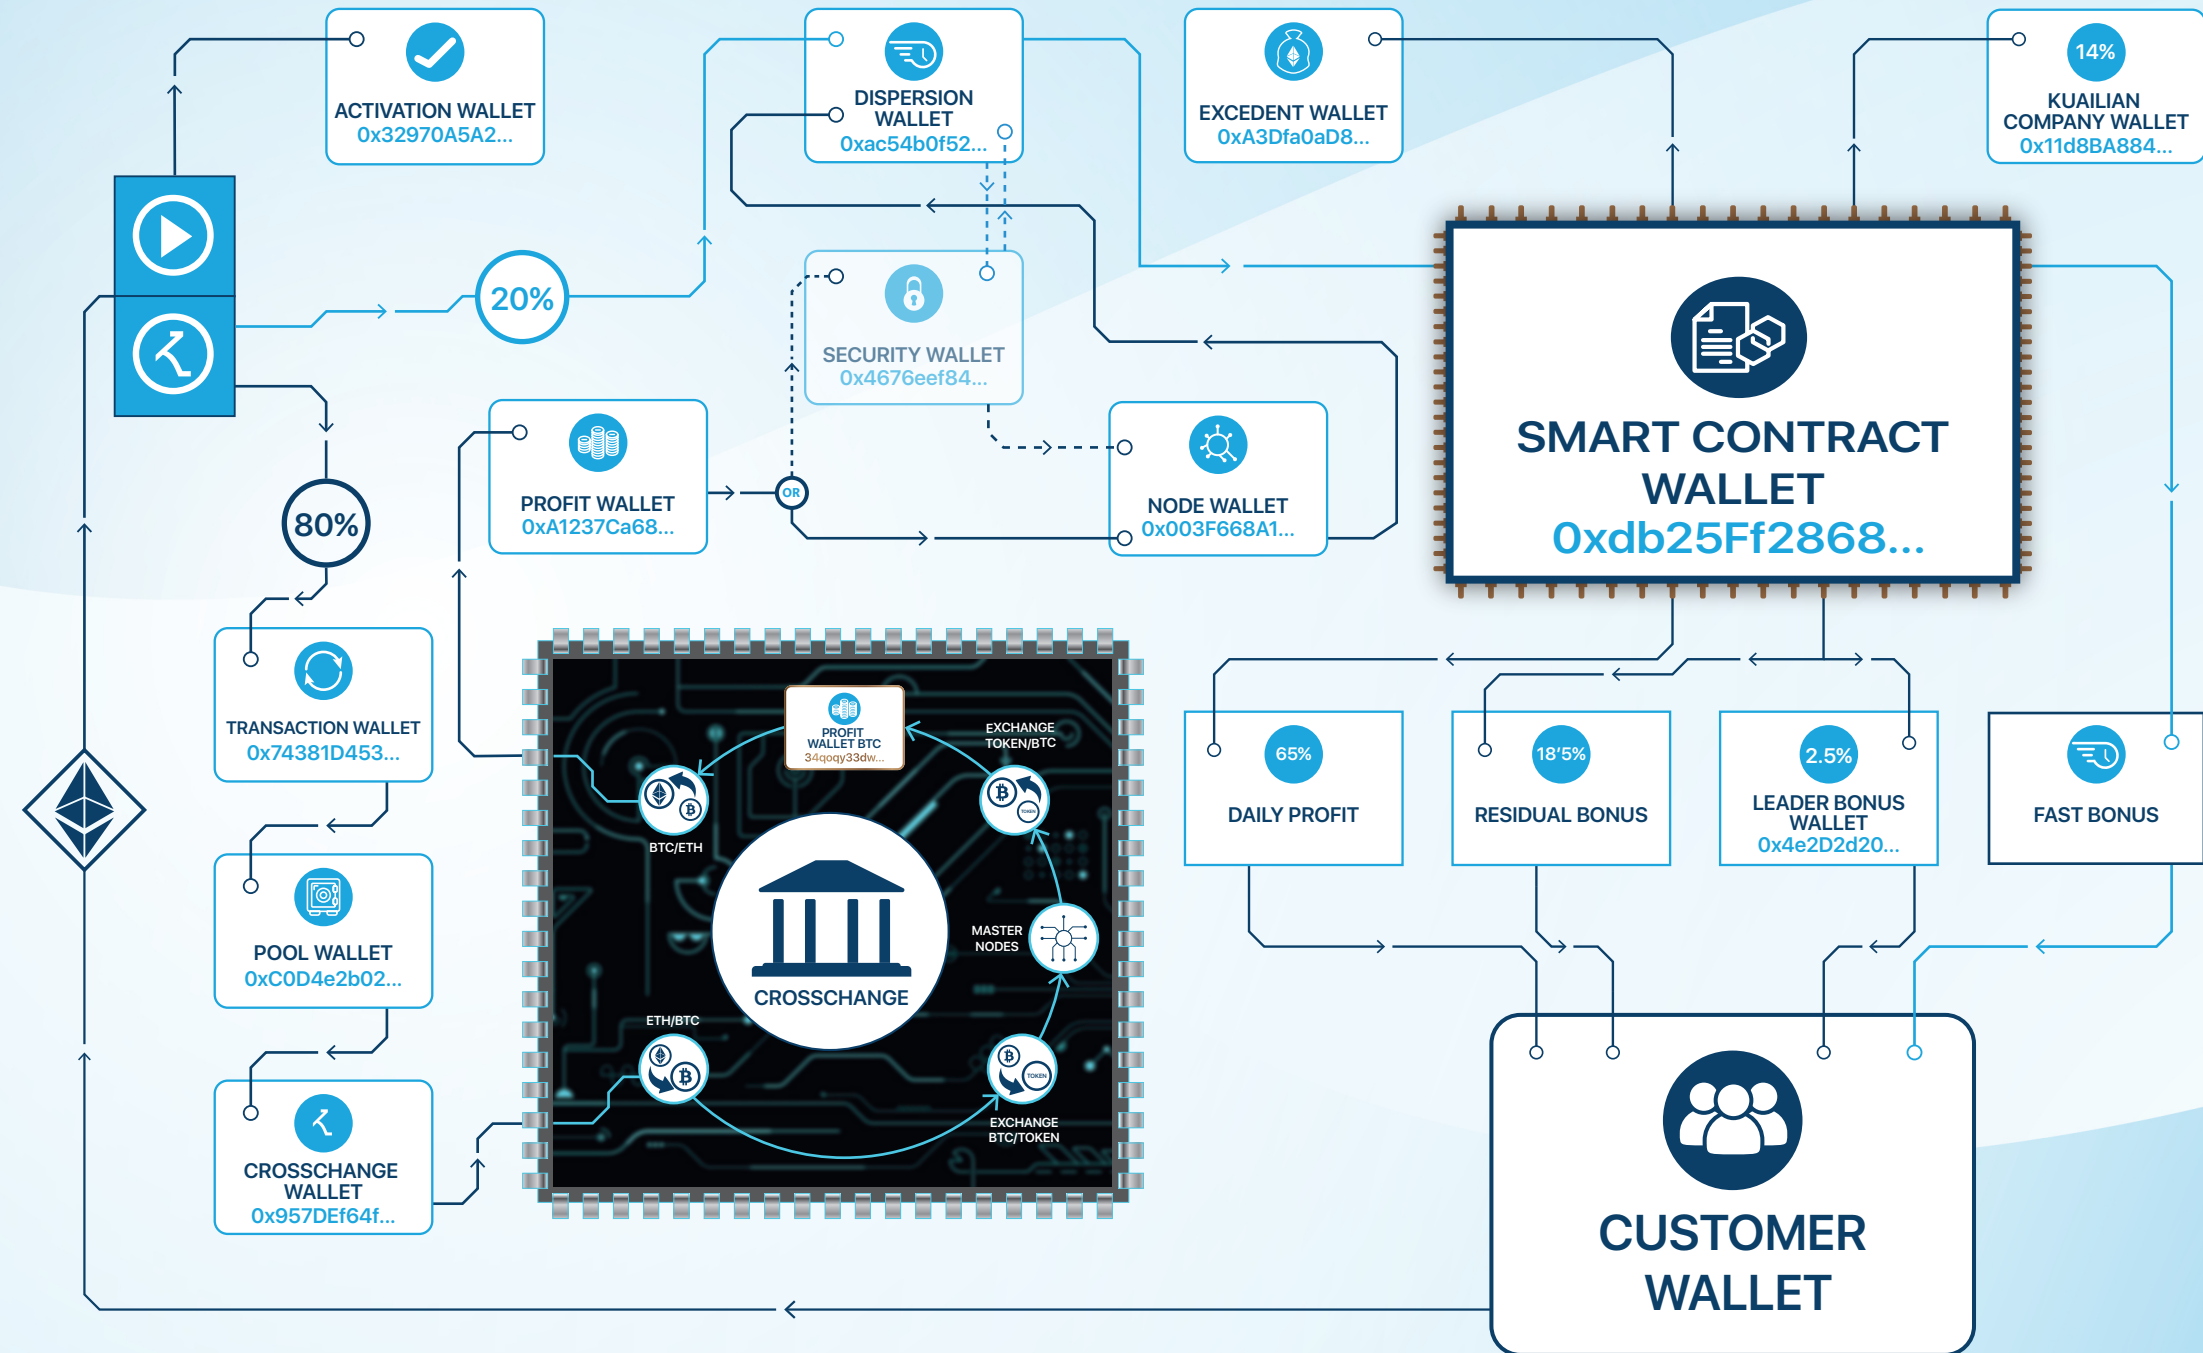 ACTIVATION WALLET
0x32970A5A2...
DISPERSION
WALLET
0xac54b0f52...
EXCEDENT WALLET
0xA3Dfa0aD8...
14%
KUAILIAN
COMPANY WALLET
0x11d8BA884...
20%
SECURITY WALLET
0x4676eef84...
SMART CONTRACT
WALLET
0xdb25Ff2868...
80%
PROFIT WALLET
0xA1237Ca68...
OR
NODE WALLET
0x003F668A1...
TRANSACTION WALLET
0x74381D453...
PROFIT
WALLET BTC
34qoqy33dw...
EXCHANGE
TOKEN/BTC
TOKEN
BTC/ETH
65%
DAILY PROFIT
18'5%
RESIDUAL BONUS
2.5%
LEADER BONUS
WALLET
0x4e2D2d20...
FAST BONUS
POOL WALLET
0xC0D4e2b02...
MASTER
NODES
CROSSCHANGE
ETH/BTC
TOKEN
EXCHANGE
BTC/TOKEN
CROSSCHANGE
WALLET
0x957DEf64f...
CUSTOMER
WALLET